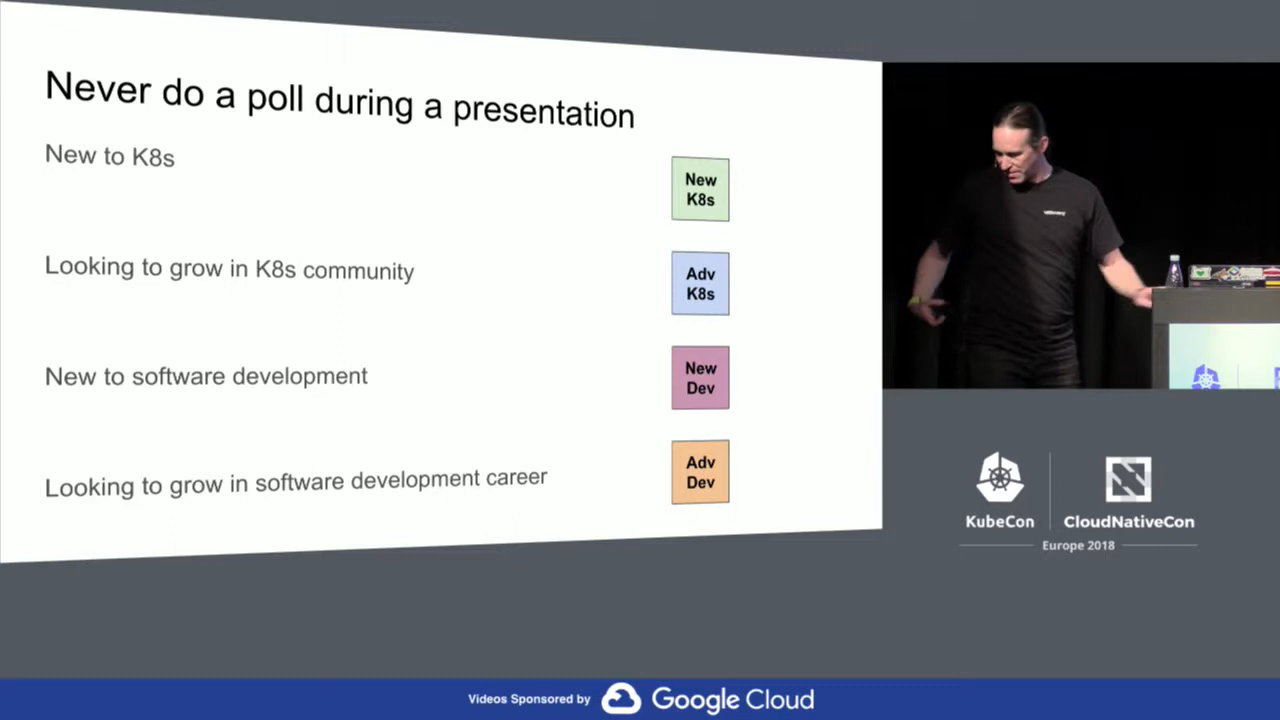 Never do a poll during a presentation
New to K8s
New
K8s
Looking to grow in K8s community
Adv
K8s
New to software development
New
Dev
Looking to grow in software development career
Adv
Dev
vmware
KubeCon
CloudNativeCon
Europe 2018
Videos Sponsored by Google Cloud